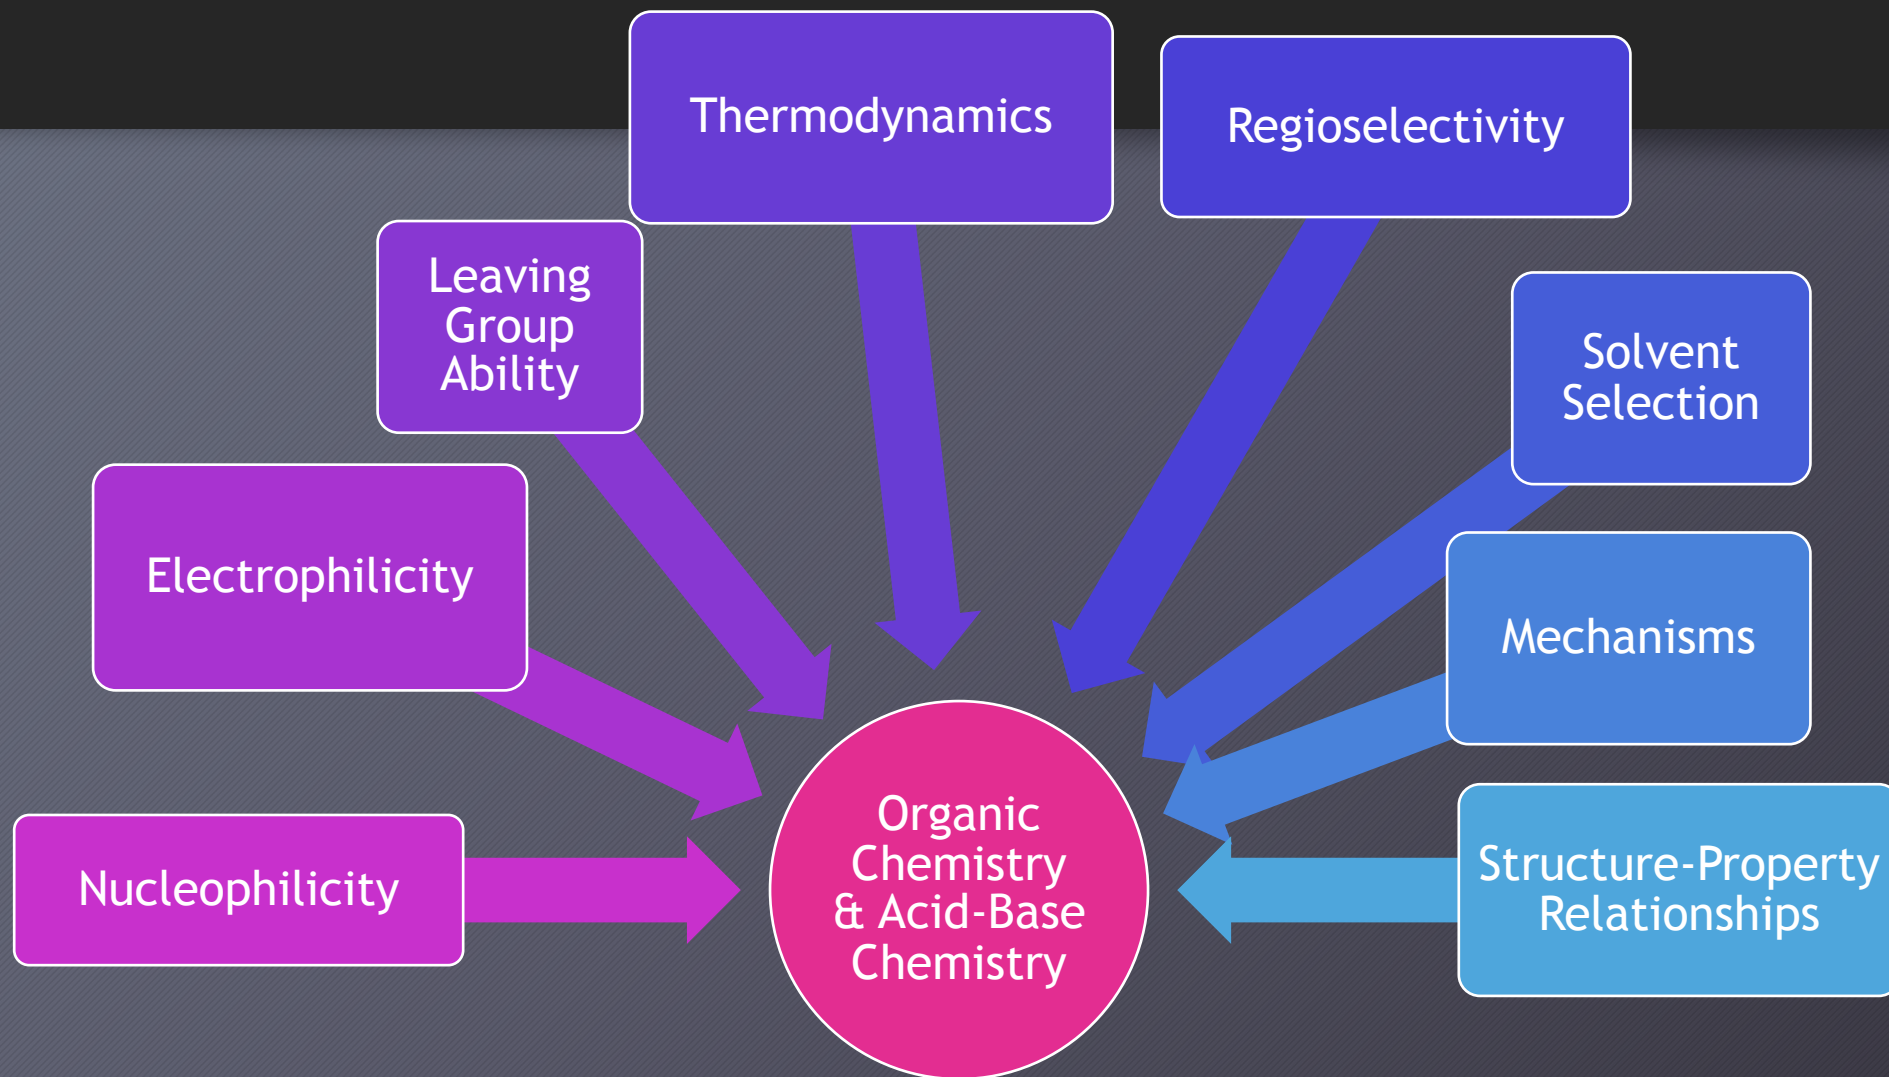 Thermodynamics
Regioselectivity
Leaving
Group
Ability
Solvent
Selection
Electrophilicity
Mechanisms
Nucleophilicity
Organic
Chemistry
& Acid-Base
Chemistry
Structure-Property
Relationships